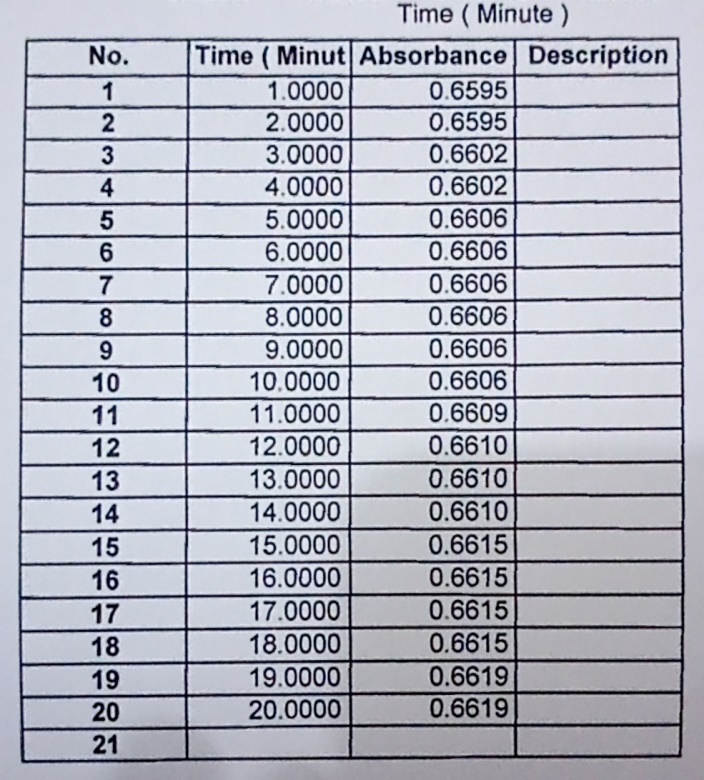 Time ( Minute )
No. Time ( Minut Absorbance Description
1 1.0000 0.6595
2 2.0000 0.6595
3 3.0000 0.6602
4 4.0000 0.6602
5 5.0000 0.6606
6 6.0000 0.6606
7 7.0000 0.6606
8 8.0000 0.6606
9 9.0000 0.6606
10 10.0000 0.6606
11 11.0000 0.6609
12 12.0000 0.6610
13 13.0000 0.6610
14 14.0000 0.6610
15 15.0000 0.6615
16 16.0000 0.6615
17 17.0000 0.6615
18 18.0000 0.6615
19 19.0000 0.6619
20 20.0000 0.6619
21